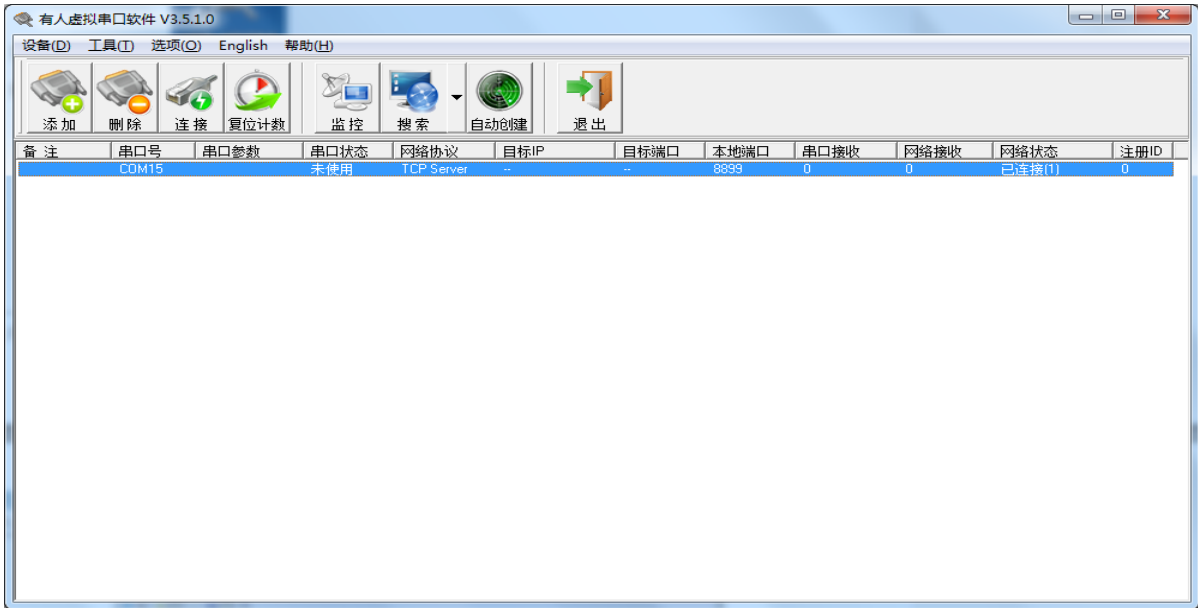 有人虚拟串口软件 V3.5.1.0
设备(D) 工具(T) 选项(O) English 帮助(H)
添加 删除 连接 复位计数 监控 搜索 自动创建 退出
备 注 串口号 串口参数 串口状态 网络协议 目标IP 目标端口 本地端口 串口接收 网络接收 网络状态 注册ID
COM15 未使用 TCP Server -- -- 8899 0 0 已连接(1) 0